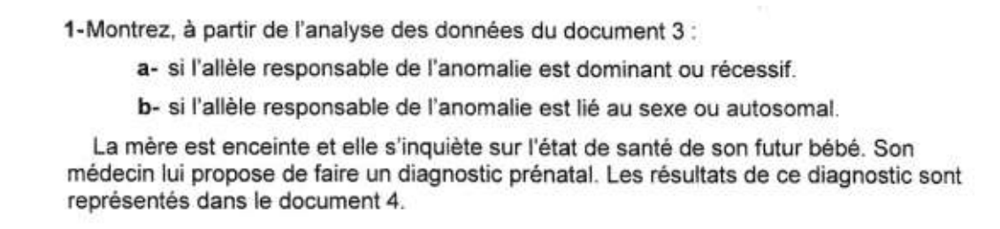 1-Montrez, à partir de l'analyse des données du document 3 :
a- si l'allèle responsable de l'anomalie est dominant ou récessif.
b- si l'allèle responsable de l'anomalie est lié au sexe ou autosomal.
La mère est enceinte et elle s'inquiète sur l'état de santé de son futur bébé. Son
médecin lui propose de faire un diagnostic prénatal. Les résultats de ce diagnostic sont
représentés dans le document 4.